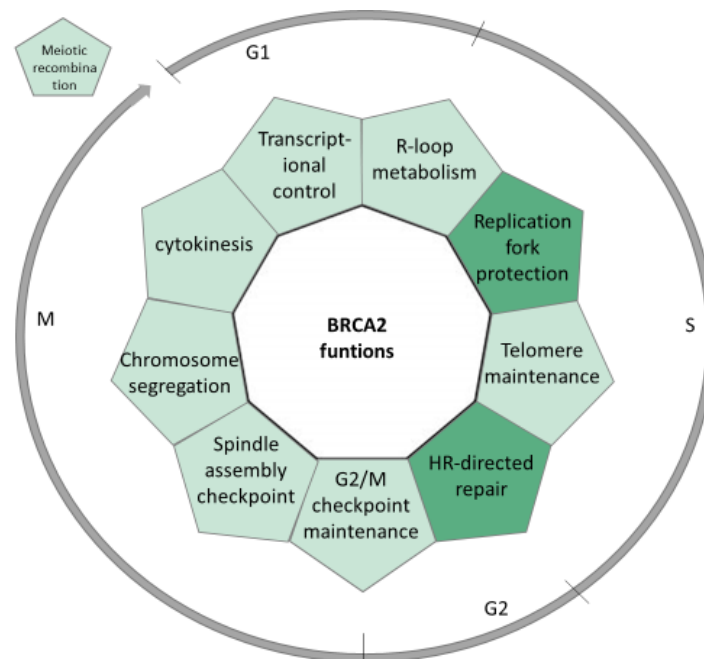 Meiotic
recombina
tion
G1
Transcript-
ional
control
R-loop
metabolism
Replication
fork
protection
cytokinesis
M
BRCA2
funtions
S
Telomere
maintenance
Chromosome
segregation
Spindle
assembly
checkpoint
G2/M
checkpoint
maintenance
HR-directed
repair
G2